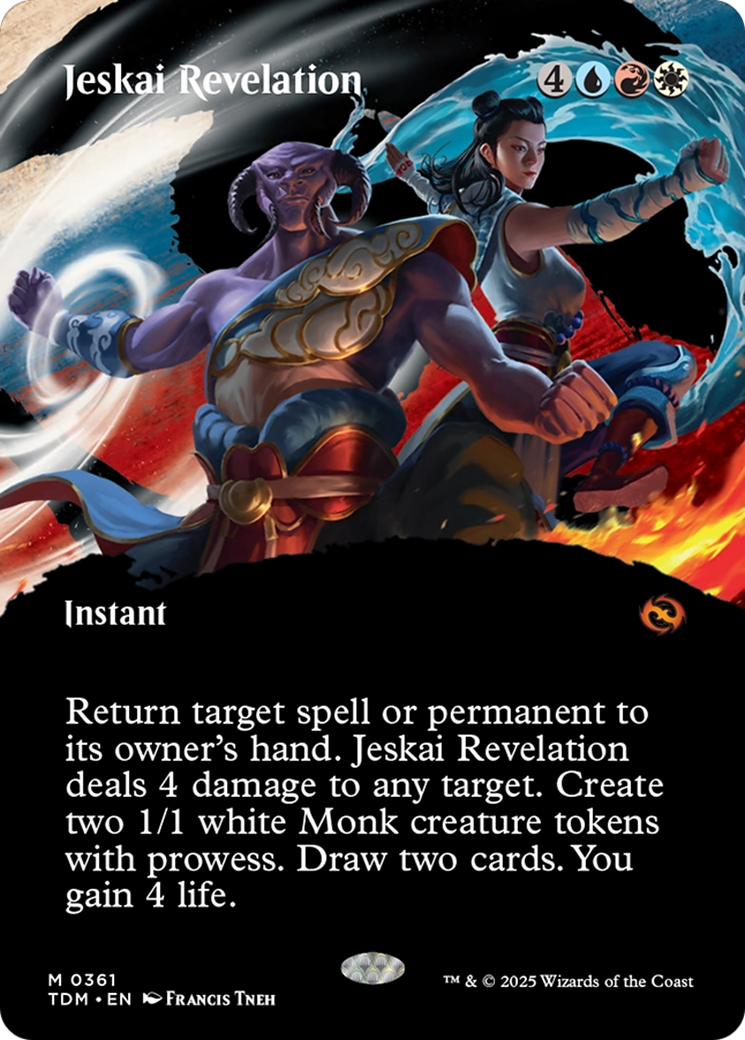 Jeskai Revelation 4
Instant
Return target spell or permanent to
its owner's hand. Jeskai Revelation
deals 4 damage to any target. Create
two 1/1 white Monk creature tokens
with prowess. Draw two cards. You
gain 4 life.
M 0361
TDM • EN Francis Tneh
™ & © 2025 Wizards of the Coast